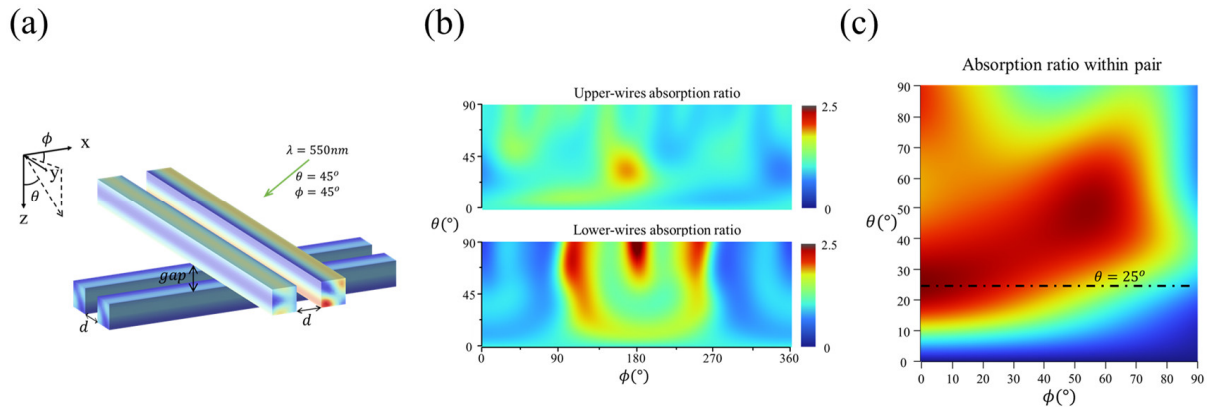 (a)
ϕ
x
y
θ
z
λ = 550nm
θ = 45°
ϕ = 45°
gap
d
d
(b)
Upper-wires absorption ratio
90
45
0
2.5
0
θ(°)
Lower-wires absorption ratio
90
45
0
2.5
0
0 90 180 270 360
ϕ(°)
(c)
Absorption ratio within pair
90
80
70
60
50
40
30
20
10
0
θ(°)
θ = 25°
0 10 20 30 40 50 60 70 80 90
ϕ(°)